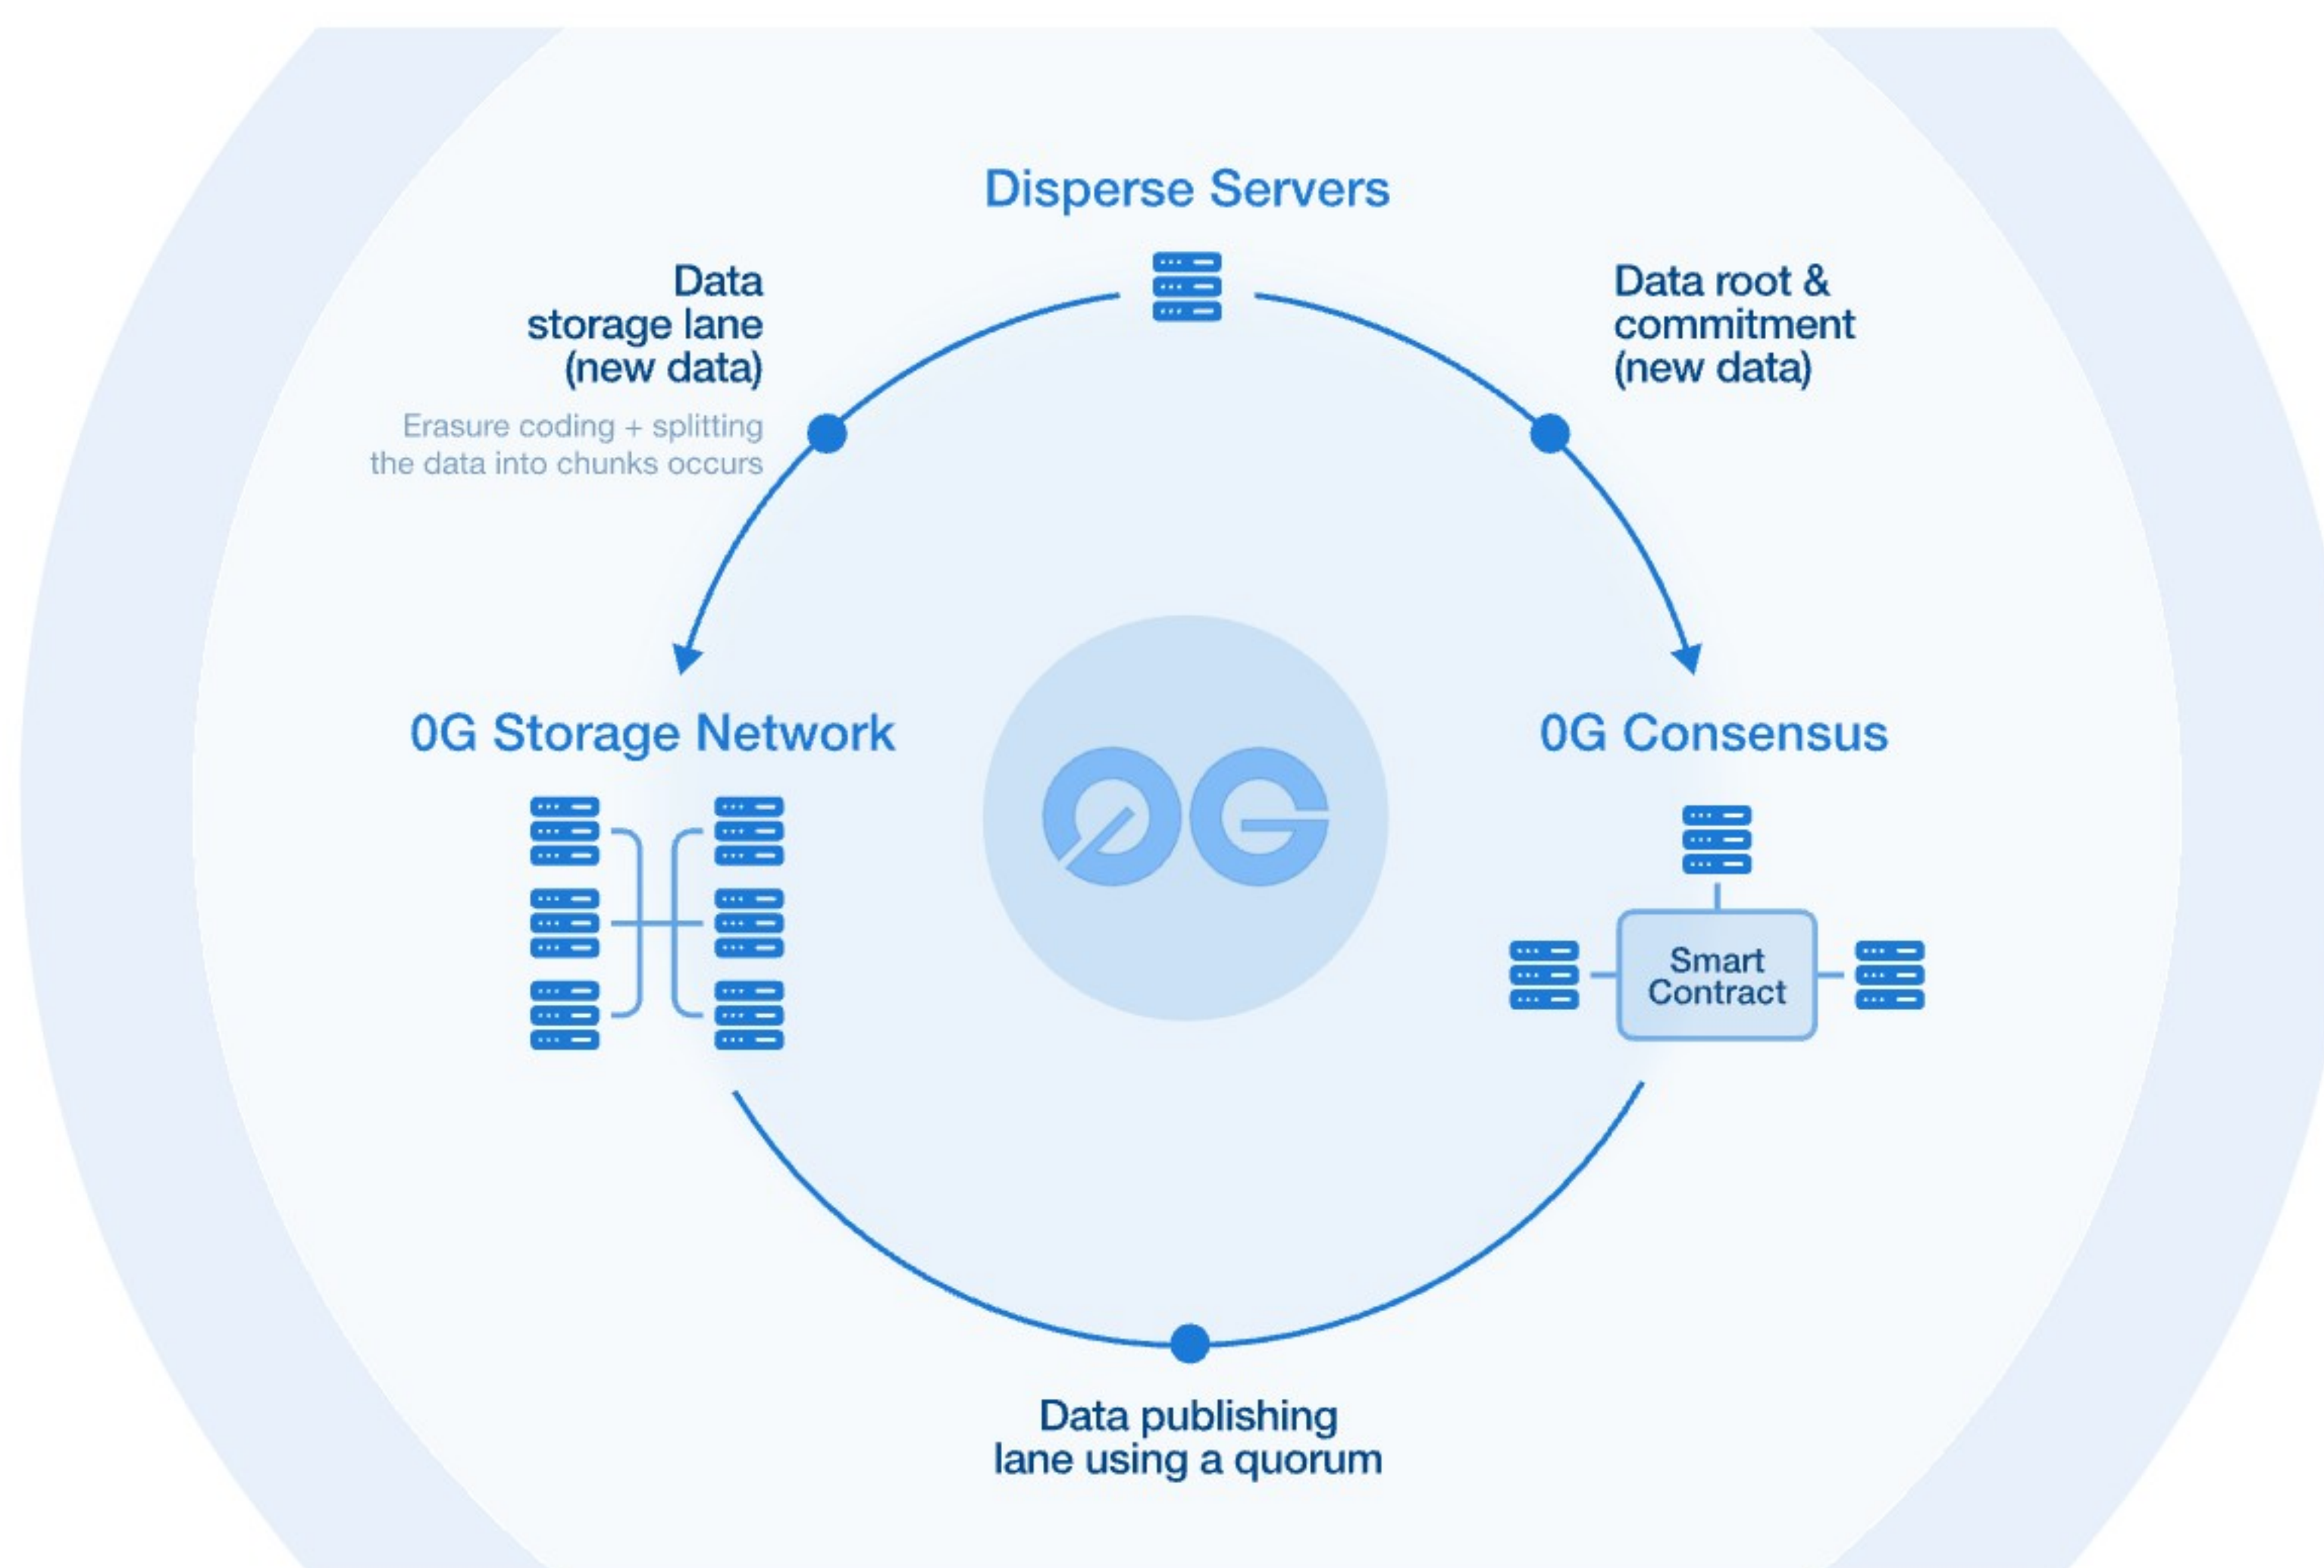 Disperse Servers
Data
storage lane
(new data)
Erasure coding + splitting
the data into chunks occurs
Data root &
commitment
(new data)
0G Storage Network
0G
0G Consensus
Smart
Contract
Data publishing
lane using a quorum